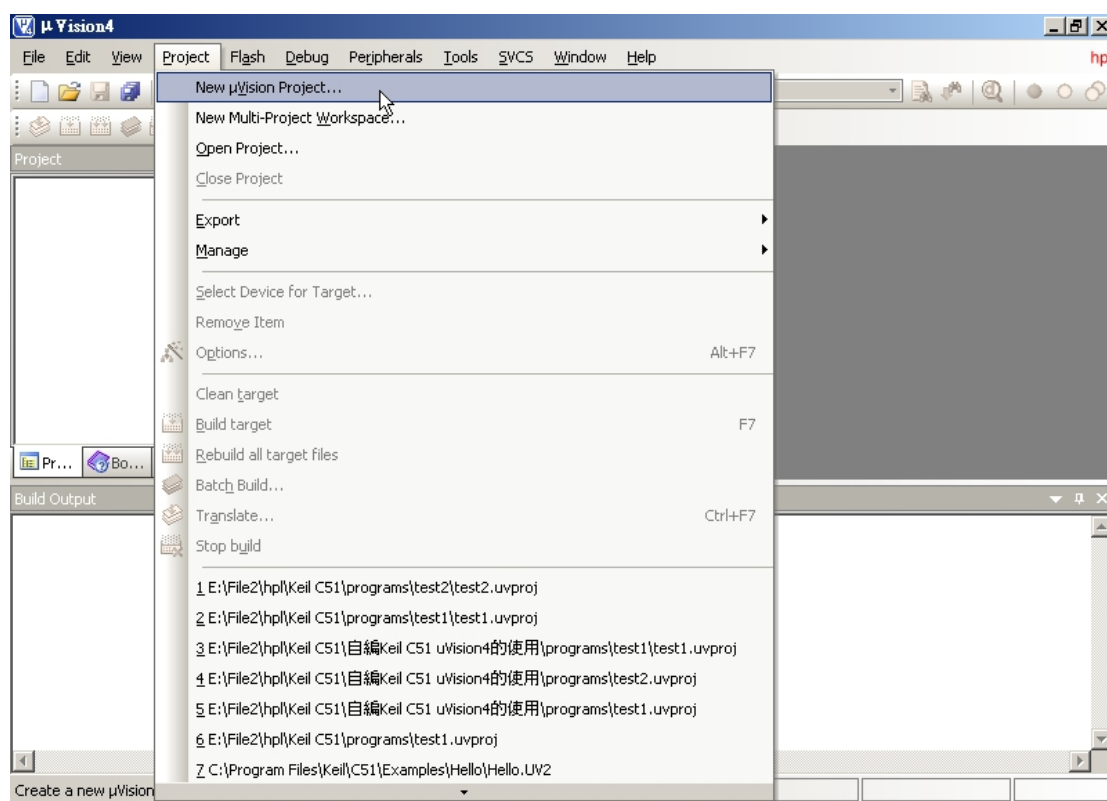 μVision4
File Edit View Project Flash Debug Peripherals Tools SVCS Window Help
hp
New μVision Project...
New Multi-Project Workspace...
Project
Open Project...
Close Project
Export
Manage
Select Device for Target...
Remove Item
Options... Alt+F7
Clean target
Build target F7
Rebuild all target files
Pr... Bo...
Batch Build...
Build Output
Translate... Ctrl+F7
Stop build
1 E:\File2\hpl\Keil C51\programs\test2\test2.uvproj
2 E:\File2\hpl\Keil C51\programs\test1\test1.uvproj
3 E:\File2\hpl\Keil C51\自編Keil C51 uVision4的使用\programs\test1\test1.uvproj
4 E:\File2\hpl\Keil C51\自編Keil C51 uVision4的使用\programs\test2.uvproj
5 E:\File2\hpl\Keil C51\自編Keil C51 uVision4的使用\programs\test1.uvproj
6 E:\File2\hpl\Keil C51\programs\test1.uvproj
7 C:\Program Files\Keil\C51\Examples\Hello\Hello.UV2
Create a new μVision